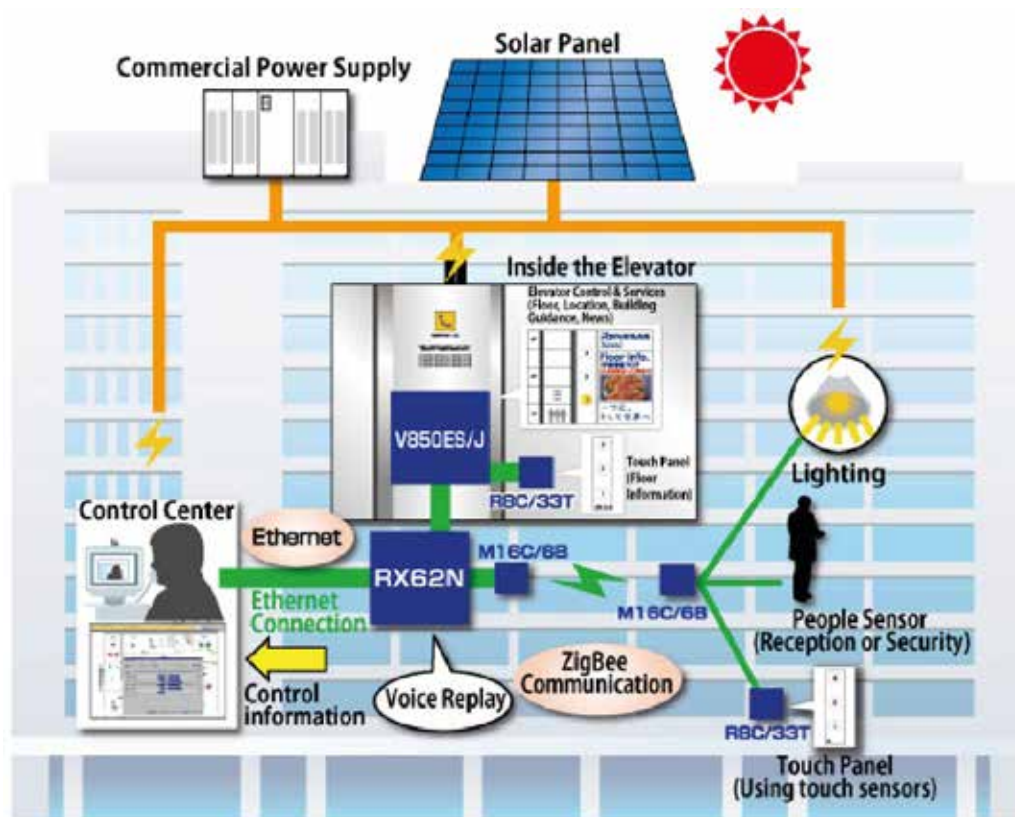 Solar Panel
Commercial Power Supply
Inside the Elevator
Elevator Control & Services
(Floor, Location, Building
Guidance, News)
Floor Info.
V850ES/J
Touch Panel
(Floor
Information)
R8C/33T
Lighting
Control Center
Ethernet
M16C/6B
RX62N
Ethernet
Connection
M16C/6B
People Sensor
(Reception or Security)
ZigBee
Communication
Control
information
Voice Replay
R8C/33T
Touch Panel
(Using touch sensors)